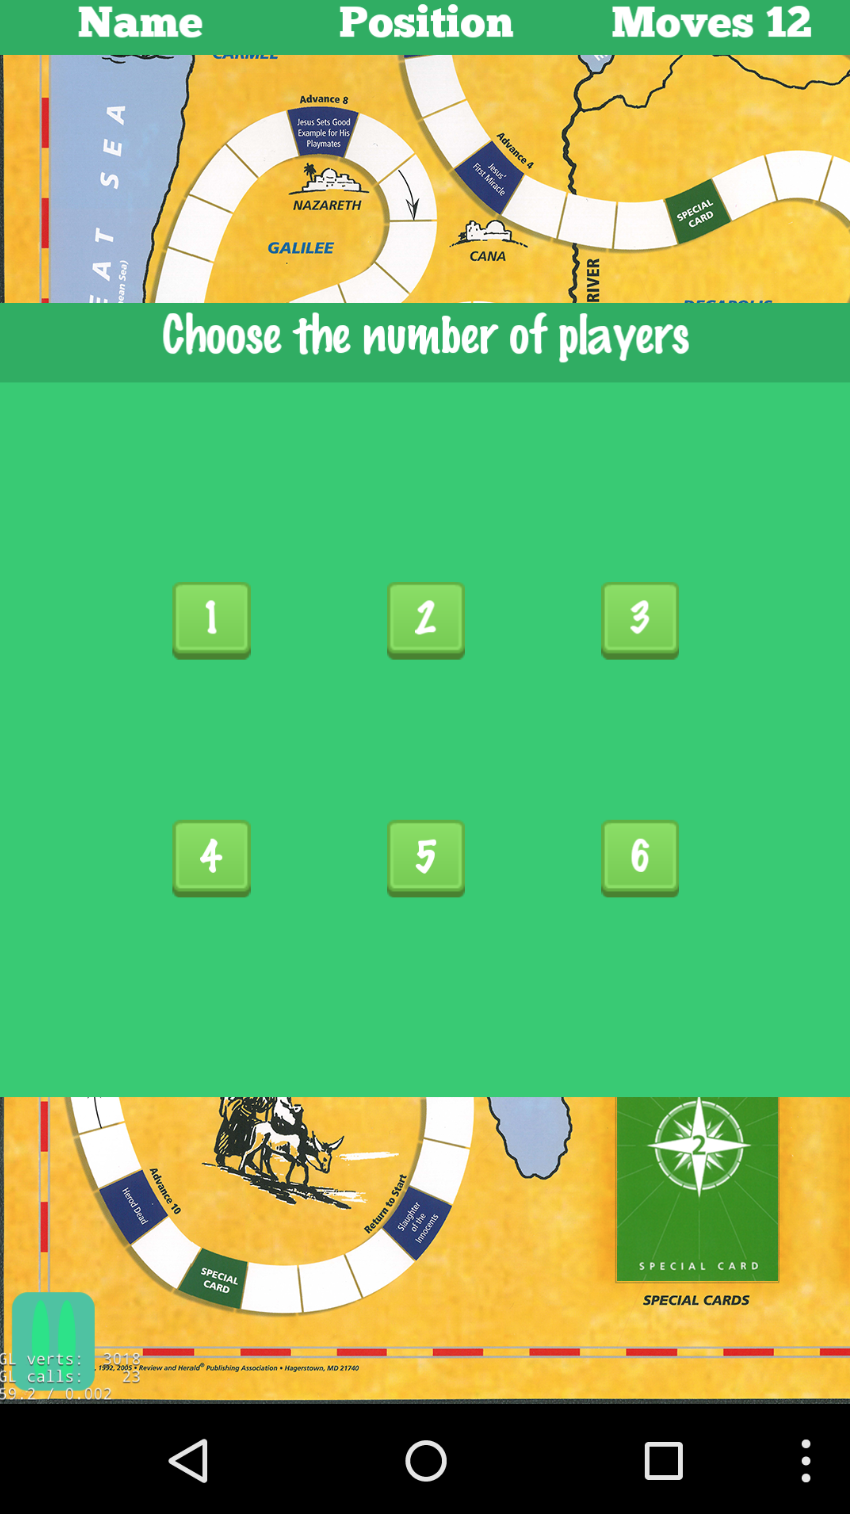 Name Position Moves 12
CARMEL
Advance 8
Jesus Sets Good
Example for His
Playmates
NAZARETH
GALILEE
SEA
EAT
ean Sea)
Advance 4
Jesus'
First Miracle
CANA
SPECIAL
CARD
RIVER
DECAPOLIS
Choose the number of players
1 2 3
4 5 6
2
SPECIAL CARD
SPECIAL CARDS
Advance 10
Herod Dead
SPECIAL
CARD
Return to Start
Slaughter
of the
Innocents
GL verts: 3018
GL calls: 23
59.2 / 0.002
1992, 2005 • Review and Herald® Publishing Association • Hagerstown, MD 21740